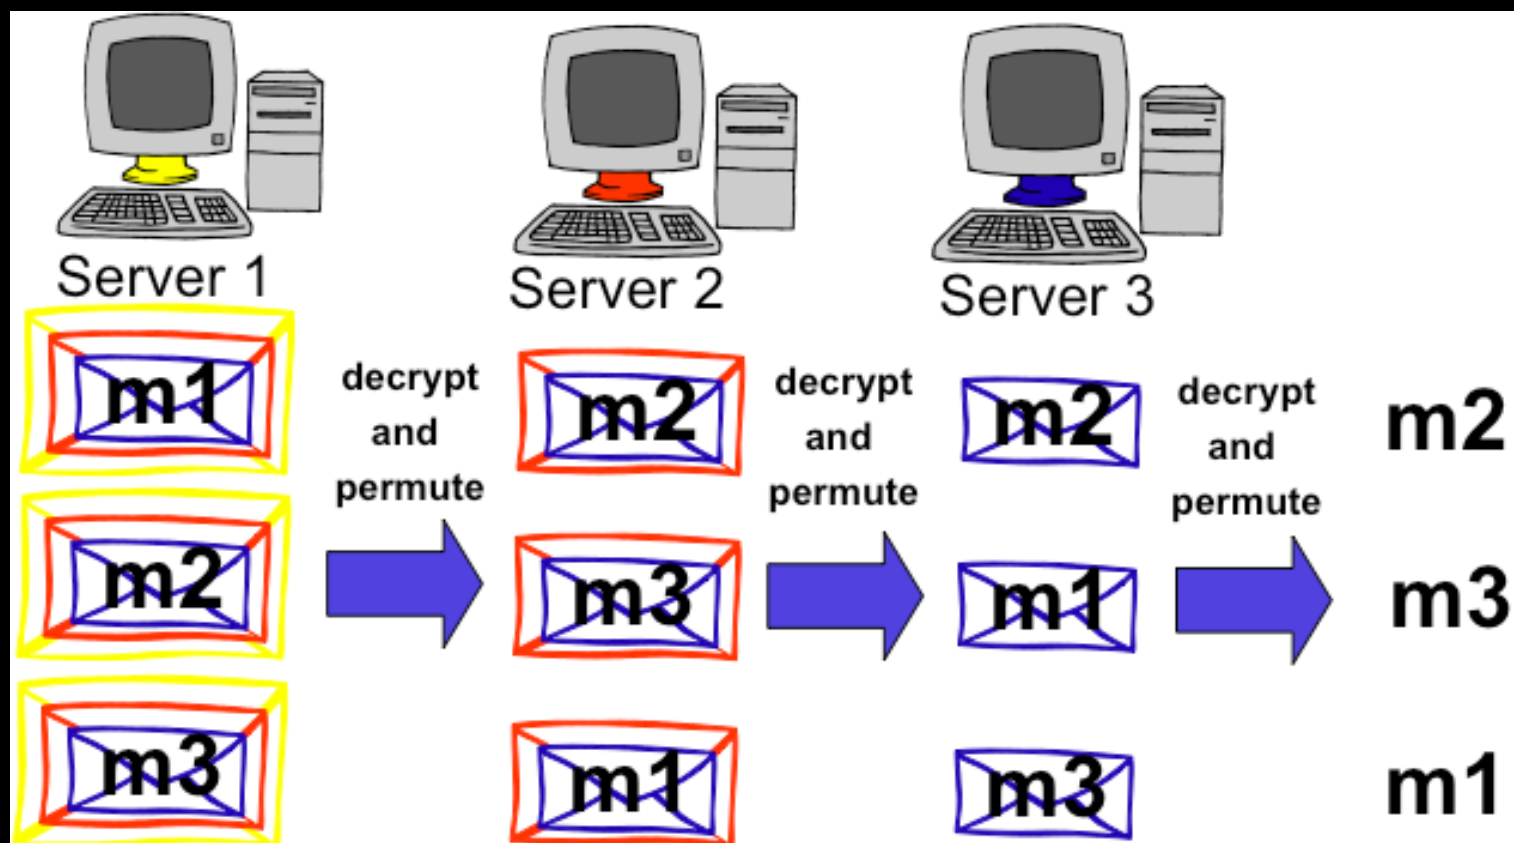 Server 1
Server 2
Server 3
m1
decrypt
and
permute
m2
decrypt
and
permute
m2
decrypt
and
permute
m2
m2
m3
m1
m3
m3
m1
m3
m1